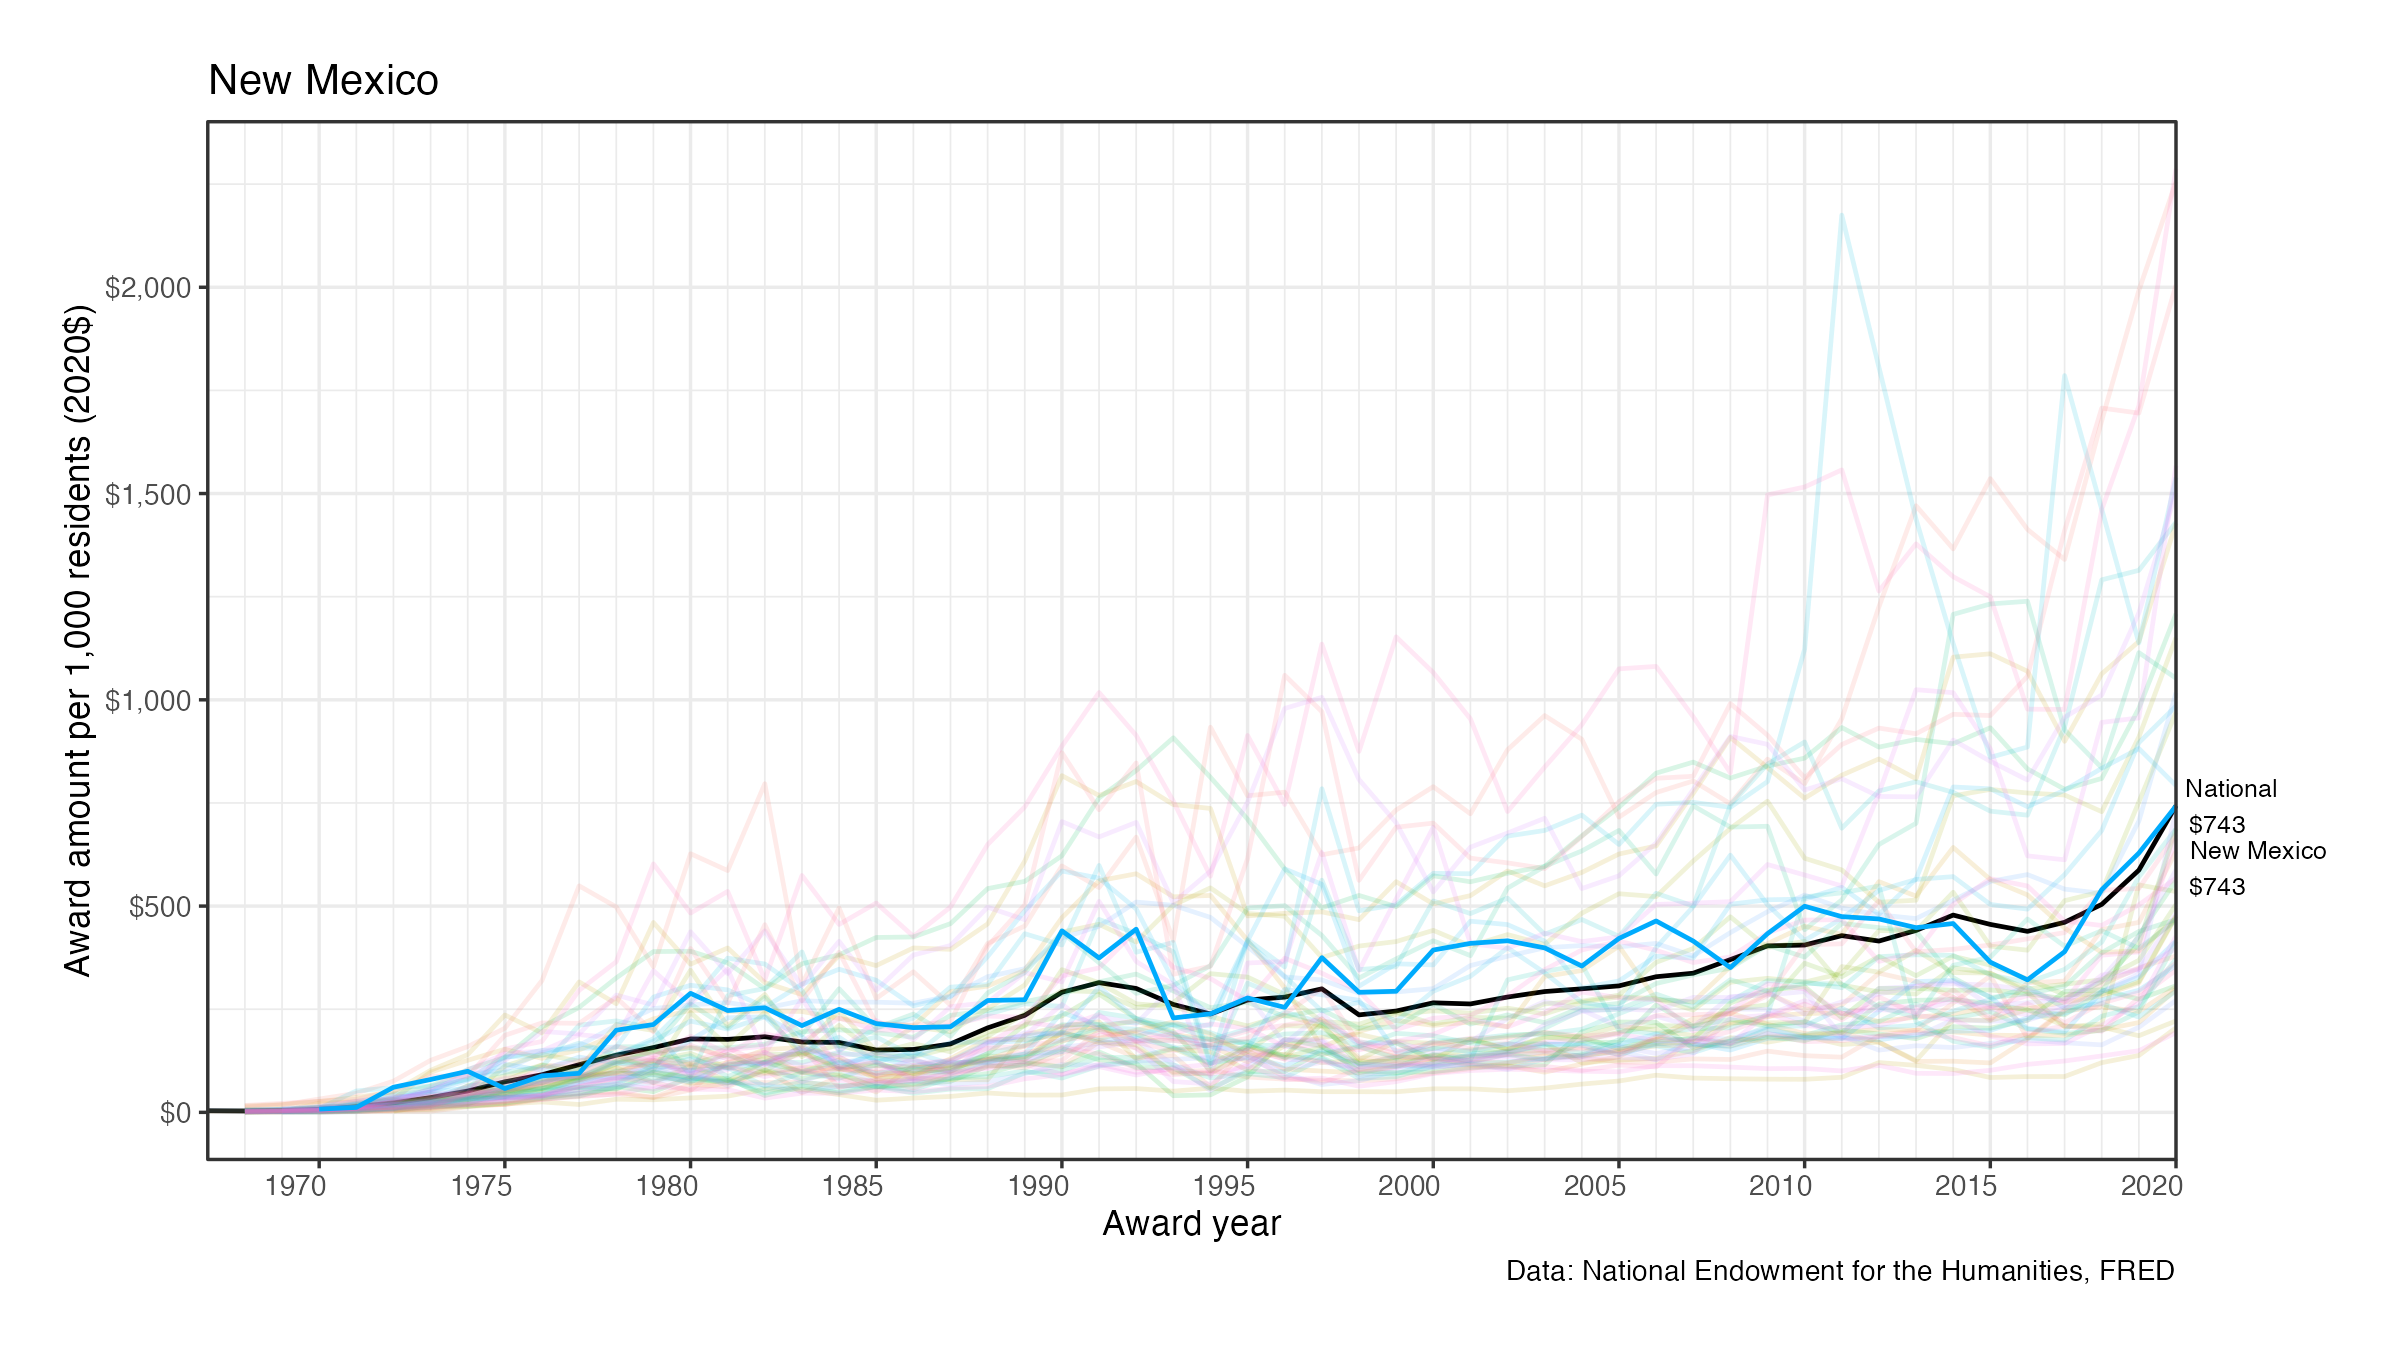 New Mexico
Award amount per 1,000 residents (2020$)
$2,000
$1,500
$1,000
$500
$0
National
$743
New Mexico
$743
1970 1975 1980 1985 1990 1995 2000 2005 2010 2015 2020
Award year
Data: National Endowment for the Humanities, FRED